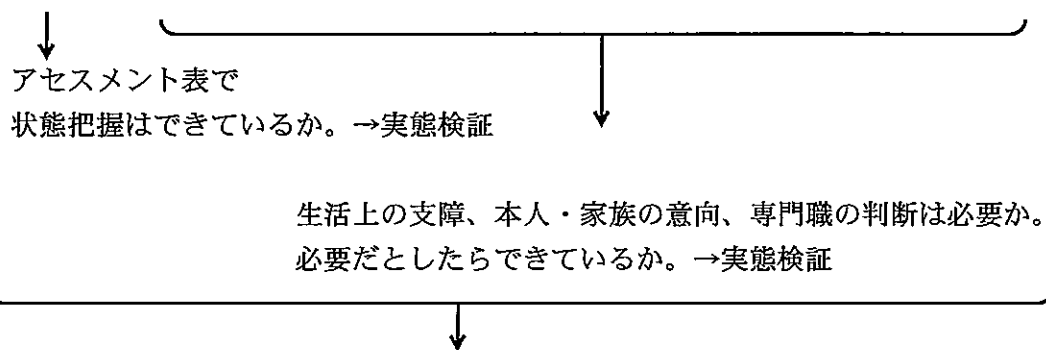 アセスメント表で
状態把握はできているか。→実態検証
生活上の支障、本人・家族の意向、専門職の判断は必要か。
必要だとしたらできているか。→実態検証